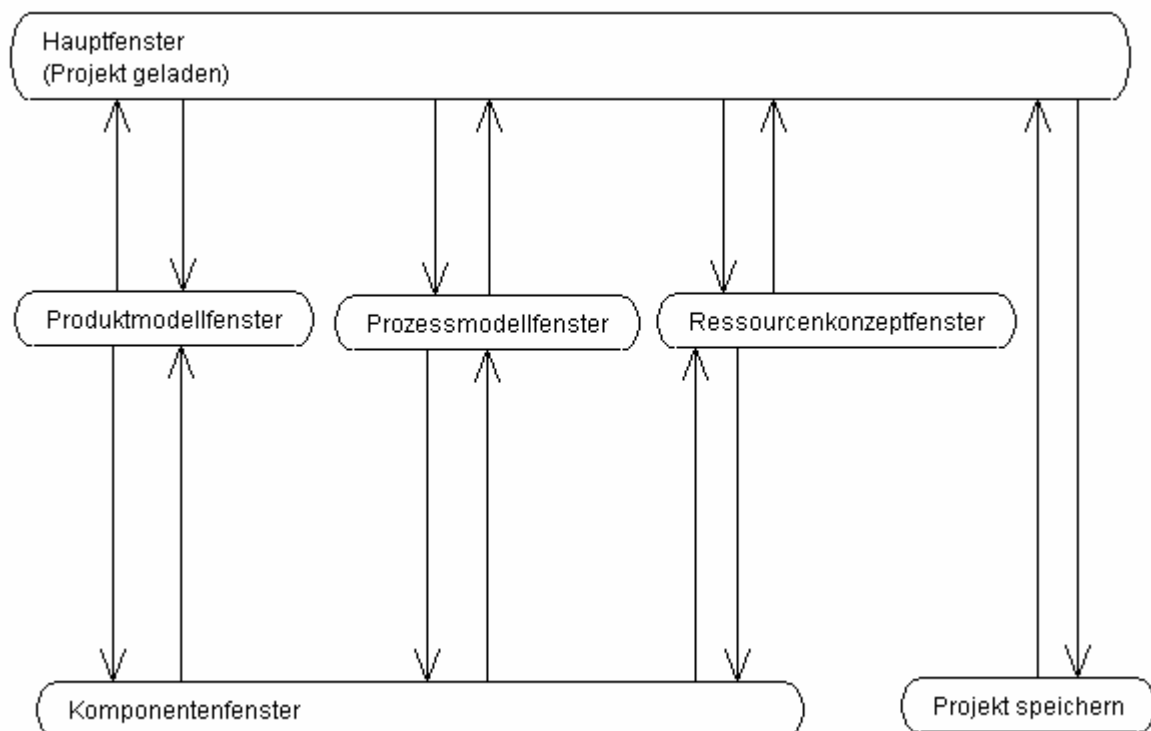 Hauptfenster
(Projekt geladen)
Produktmodellfenster
Prozessmodellfenster
Ressourcenkonzeptfenster
Komponentenfenster
Projekt speichern